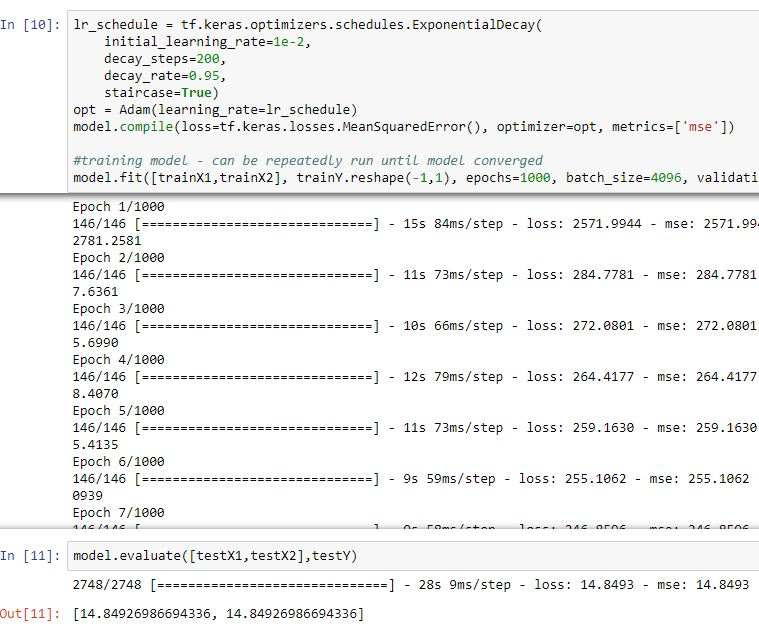 In [10]: lr_schedule = tf.keras.optimizers.schedules.ExponentialDecay(
initial_learning_rate=1e-2,
decay_steps=200,
decay_rate=0.95,
staircase=True)
opt = Adam(learning_rate=lr_schedule)
model.compile(loss=tf.keras.losses.MeanSquaredError(), optimizer=opt, metrics=['mse'])
#training model - can be repeatedly run until model converged
model.fit([trainX1,trainX2], trainY.reshape(-1,1), epochs=1000, batch_size=4096, validati
Epoch 1/1000
146/146 [==============================] - 15s 84ms/step - loss: 2571.9944 - mse: 2571.994
2781.2581
Epoch 2/1000
146/146 [==============================] - 11s 73ms/step - loss: 284.7781 - mse: 284.7781
7.6361
Epoch 3/1000
146/146 [==============================] - 10s 66ms/step - loss: 272.0801 - mse: 272.0801
5.6990
Epoch 4/1000
146/146 [==============================] - 12s 79ms/step - loss: 264.4177 - mse: 264.4177
8.4070
Epoch 5/1000
146/146 [==============================] - 11s 73ms/step - loss: 259.1630 - mse: 259.1630
5.4135
Epoch 6/1000
146/146 [==============================] - 9s 59ms/step - loss: 255.1062 - mse: 255.1062
0939
Epoch 7/1000
In [11]: model.evaluate([testX1,testX2],testY)
2748/2748 [==============================] - 28s 9ms/step - loss: 14.8493 - mse: 14.8493
Out[11]: [14.84926986694336, 14.84926986694336]